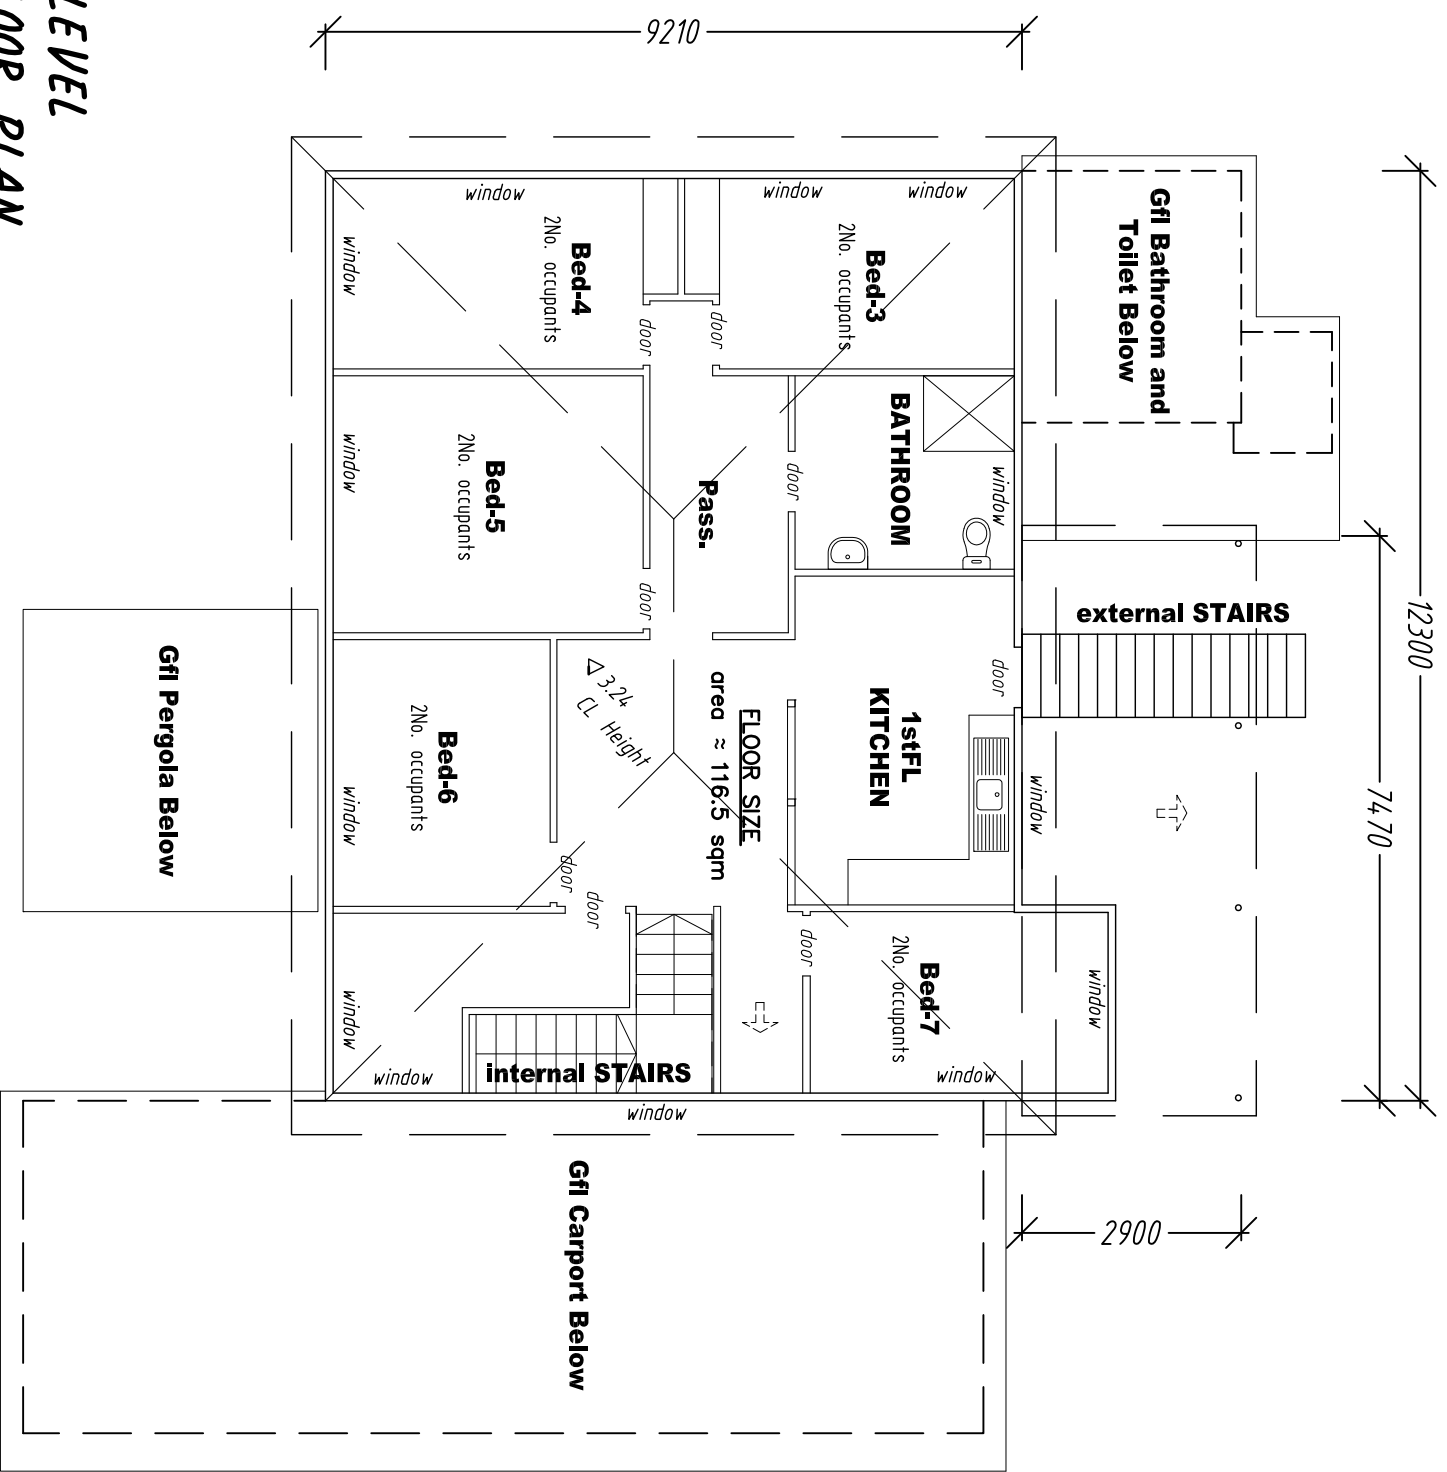 LEVEL
OOR PLAN
9210
12300
7470
2900
Gfl Bathroom and
Toilet Below
external STAIRS
door
window
window
window
window
Bed-3
2No. occupants
door
BATHROOM
window
door
1stFL
KITCHEN
Bed-7
2No. occupants
window
window
door
window
window
Bed-4
2No. occupants
door
Pass.
Bed-5
2No. occupants
window
door
FLOOR SIZE
area ≈ 116.5 sqm
3.24
CL Height
Bed-6
2No. occupants
window
door
door
window
window
internal STAIRS
window
Gfl Pergola Below
Gfl Carport Below